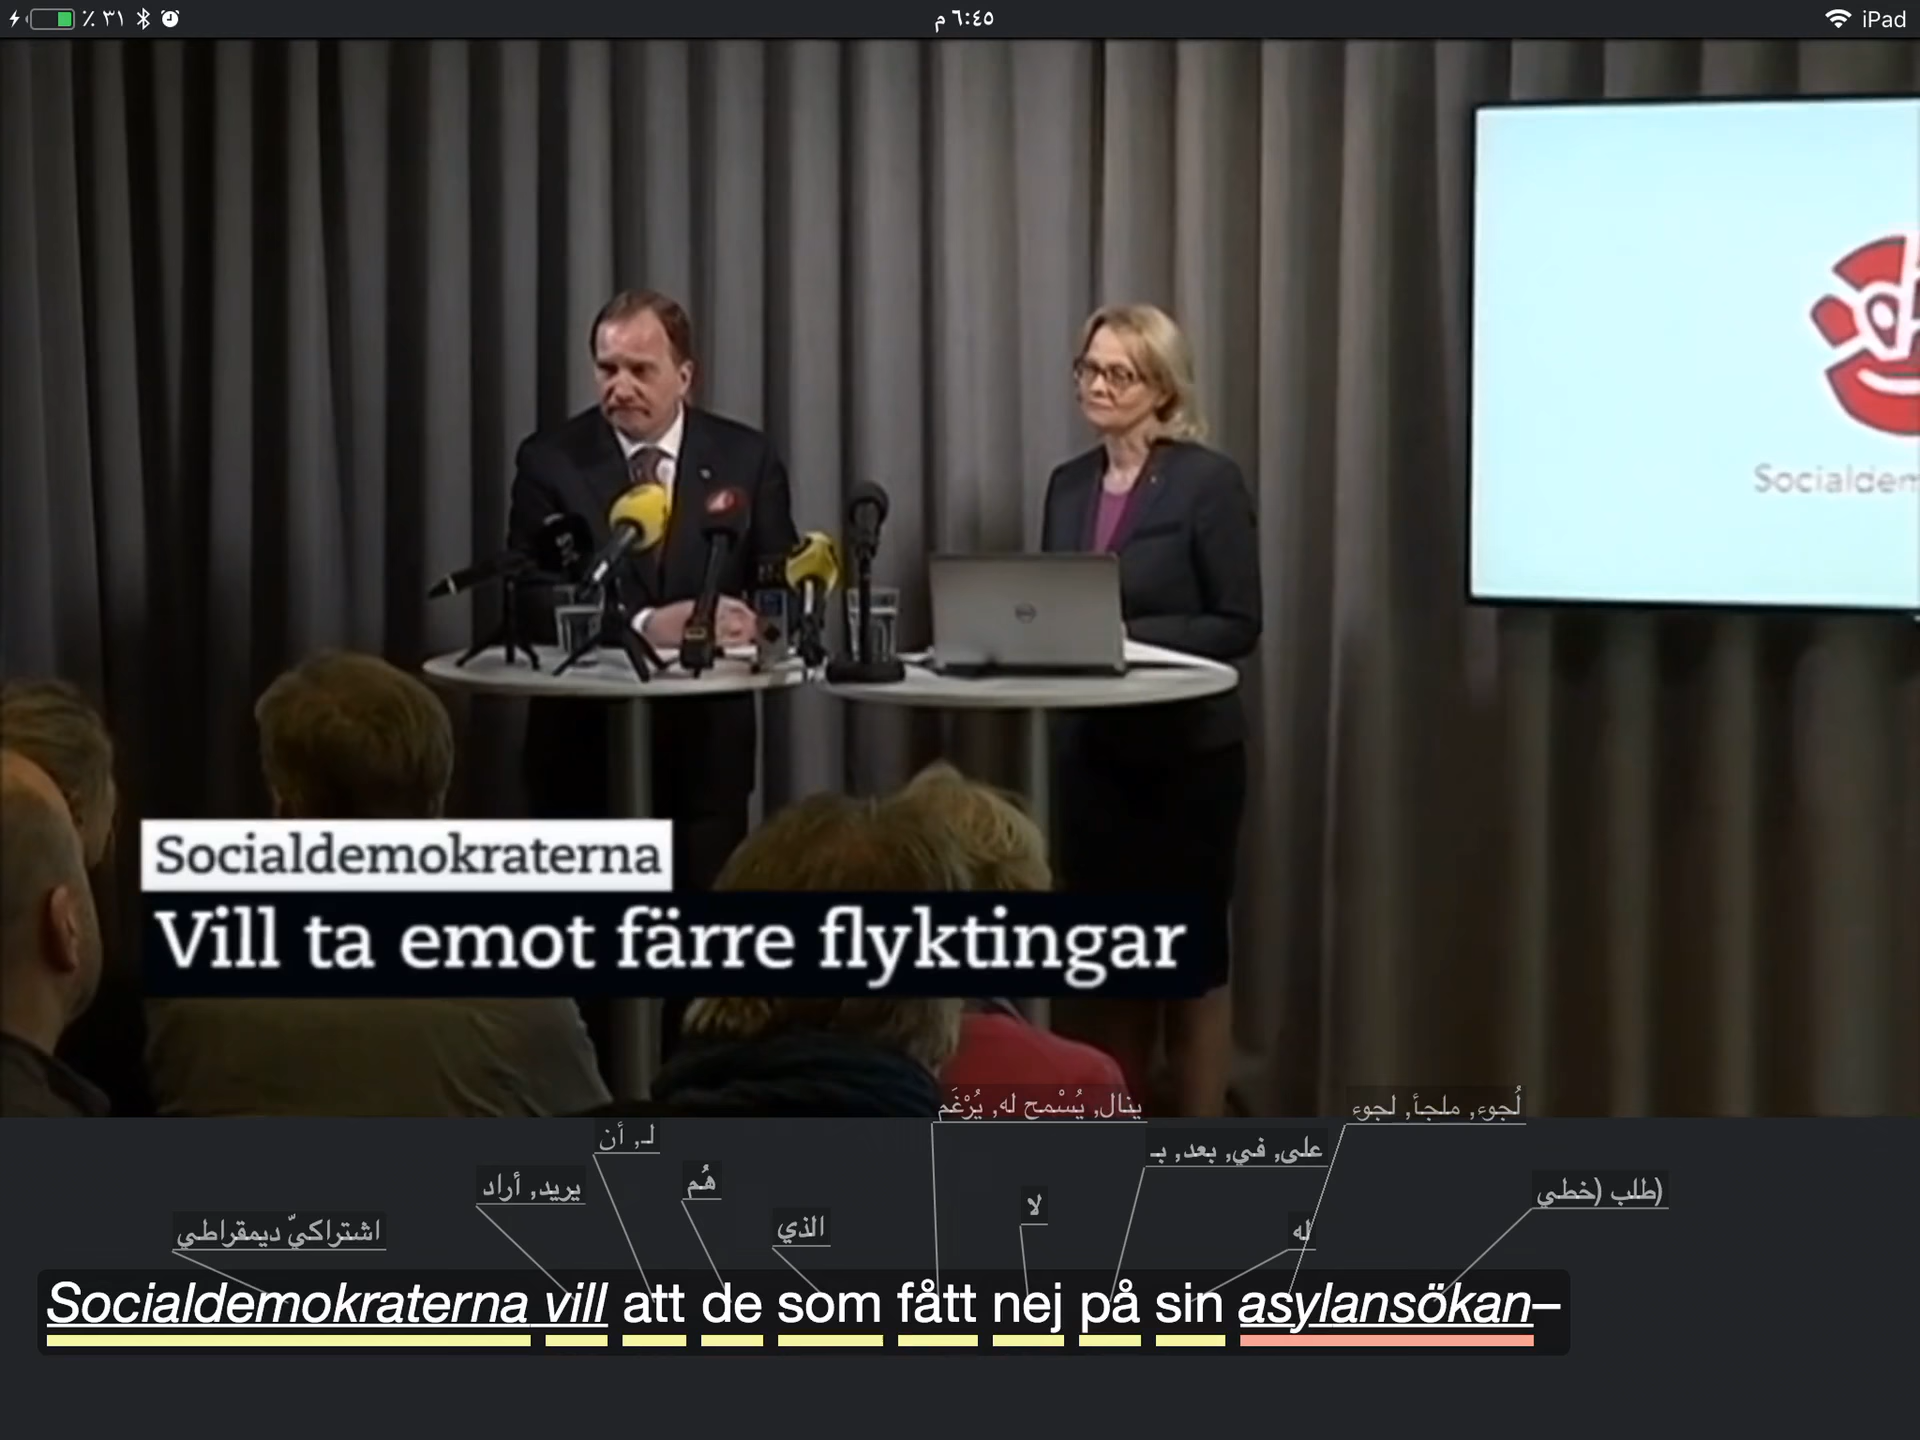 ٪ ٣١
٦:٤٥ م
iPad
Socialdem
Socialdemokraterna
Vill ta emot färre flyktingar
ينال, يُسْمح له, يُرْغَم
لُجوء, ملجأ, لجوء
لـ, أن
على, في, بعد, بـ
يريد, أراد
هُم
لا
(طلب (خطي
اشتراكيّ ديمقراطي
الذي
له
Socialdemokraterna vill att de som fått nej på sin asylansökan–